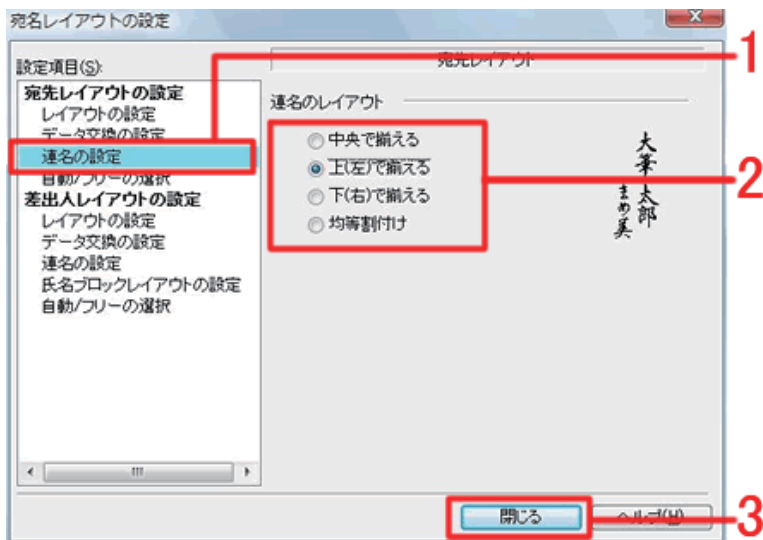 宛名レイアウトの設定
設定項目(S):
宛先レイアウトの設定
レイアウトの設定
データ交換の設定
連名の設定
自動/フリーの選択
差出人レイアウトの設定
レイアウトの設定
データ交換の設定
連名の設定
氏名ブロックレイアウトの設定
自動/フリーの選択
宛先レイアウト
連名のレイアウト
中央で揃える
上(左)で揃える
下(右)で揃える
均等割付け
大筆 太郎
まめ美
閉じる
ヘルプ(H)
1
2
3